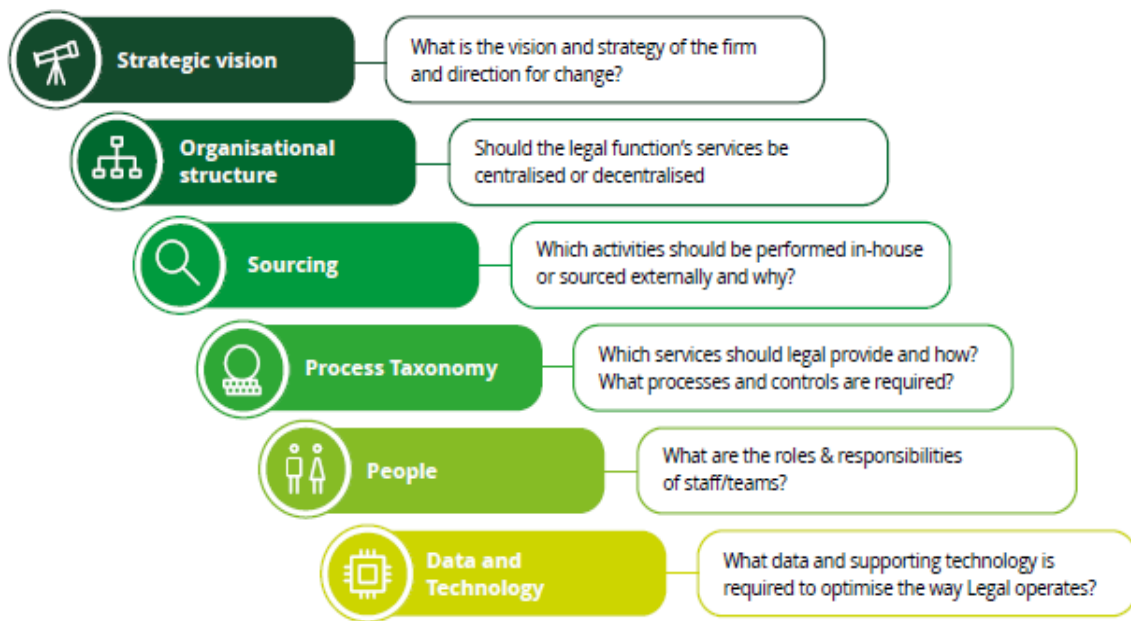 Strategic vision
What is the vision and strategy of the firm
and direction for change?
Organisational
structure
Should the legal function's services be
centralised or decentralised
Sourcing
Which activities should be performed in-house
or sourced externally and why?
Process Taxonomy
Which services should legal provide and how?
What processes and controls are required?
People
What are the roles & responsibilities
of staff/teams?
Data and
Technology
What data and supporting technology is
required to optimise the way Legal operates?